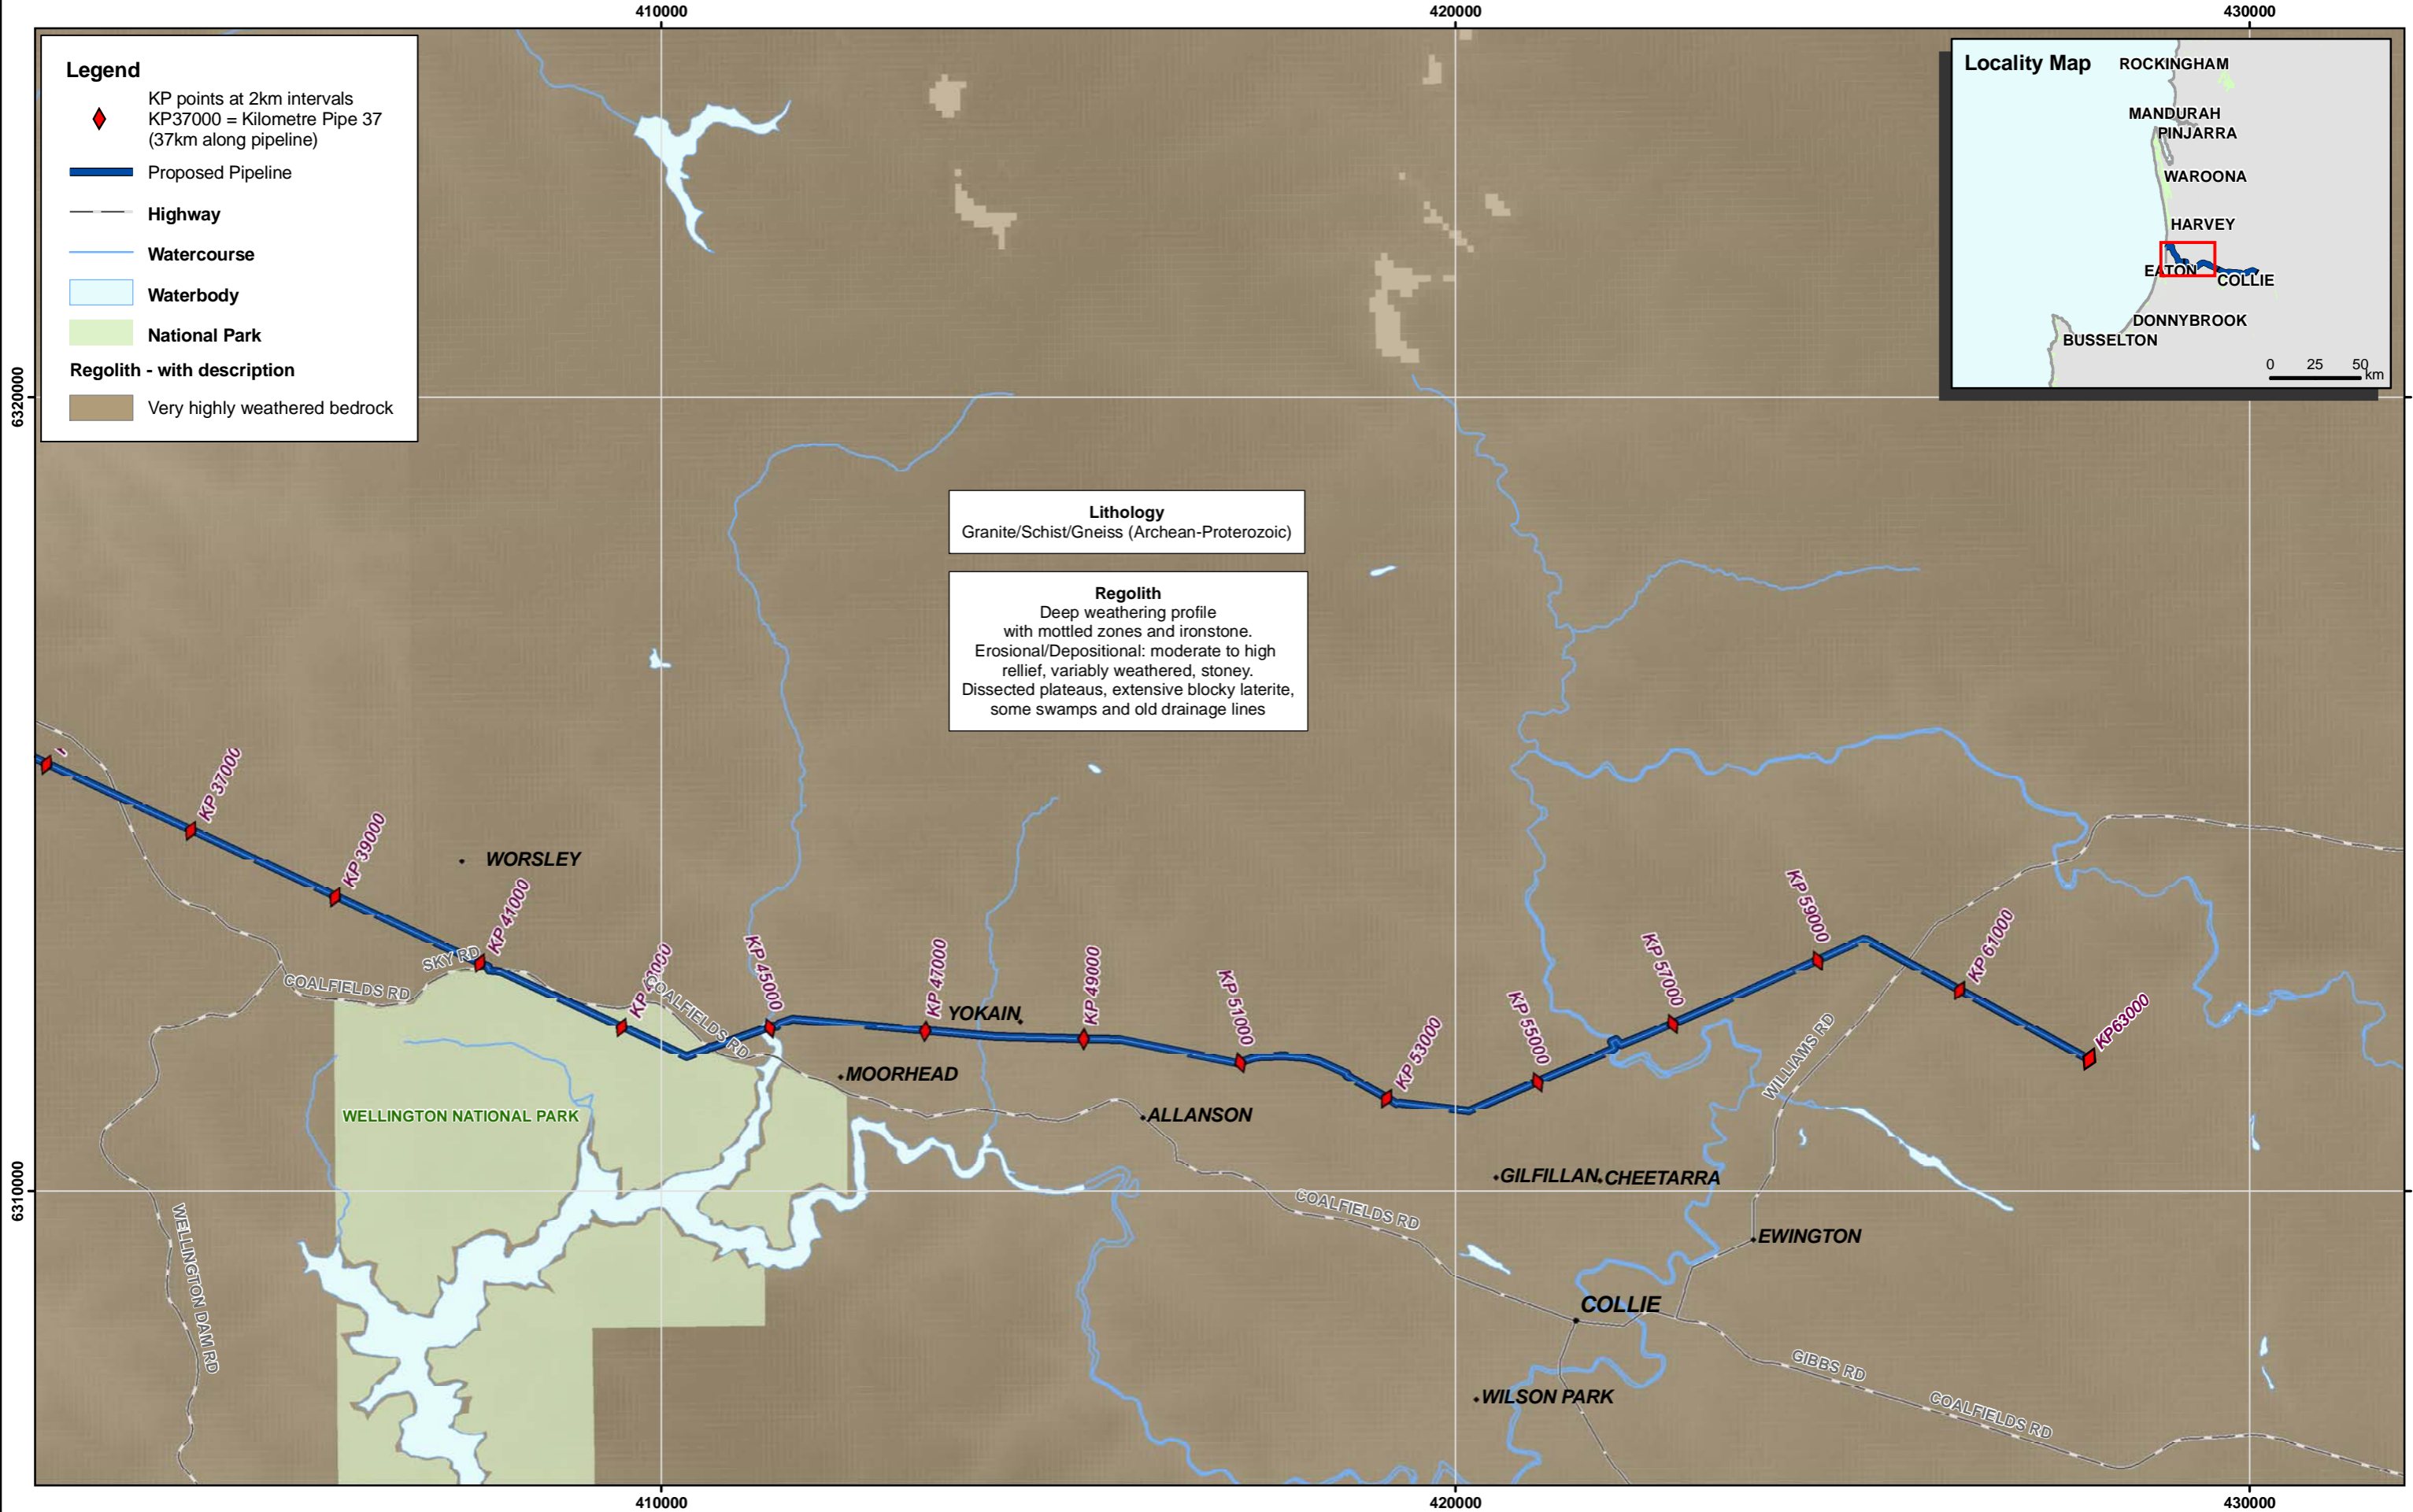 410000
420000
430000
Legend
KP points at 2km intervals
KP37000 = Kilometre Pipe 37
(37km along pipeline)
Proposed Pipeline
Highway
Watercourse
Waterbody
National Park
Regolith - with description
Very highly weathered bedrock
Locality Map
ROCKINGHAM
MANDURAH
PINJARRA
WAROONA
HARVEY
EATON
COLLIE
DONNYBROOK
BUSSELTON
0 25 50
km
6320000
Lithology
Granite/Schist/Gneiss (Archean-Proterozoic)
Regolith
Deep weathering profile
with mottled zones and ironstone.
Erosional/Depositional: moderate to high
rellief, variably weathered, stoney.
Dissected plateaus, extensive blocky laterite,
some swamps and old drainage lines
KP 37000
KP 39000
WORSLEY
KP 41000
SKY RD
COALFIELDS RD
COALFIELDS RD
KP 45000
KP 47000
YOKAIN
KP 49000
KP 51000
KP 53000
KP 55000
KP 57000
KP 59000
KP 61000
KP63000
WILLIAMS RD
MOORHEAD
WELLINGTON NATIONAL PARK
ALLANSON
GILFILLAN
CHEETARRA
6310000
COALFIELDS RD
EWINGTON
WELLINGTON DAM RD
COLLIE
GIBBS RD
WILSON PARK
COALFIELDS RD
410000
420000
430000